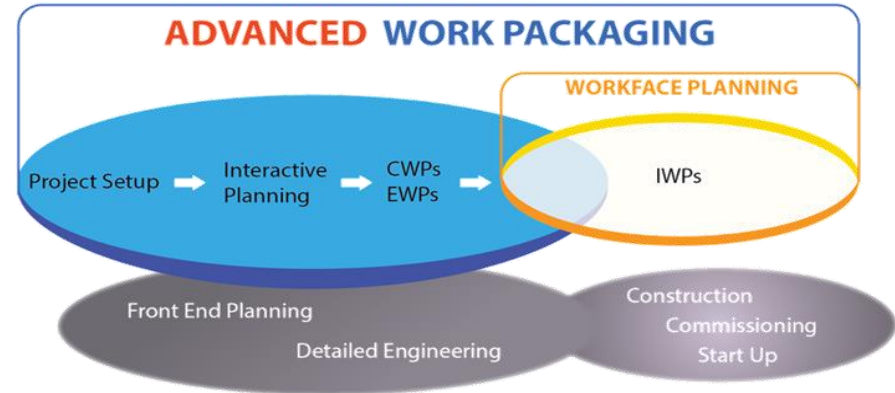 ADVANCED WORK PACKAGING
WORKFACE PLANNING
Project Setup
Interactive
Planning
CWPs
EWPs
IWPs
Front End Planning
Detailed Engineering
Construction
Commissioning
Start Up